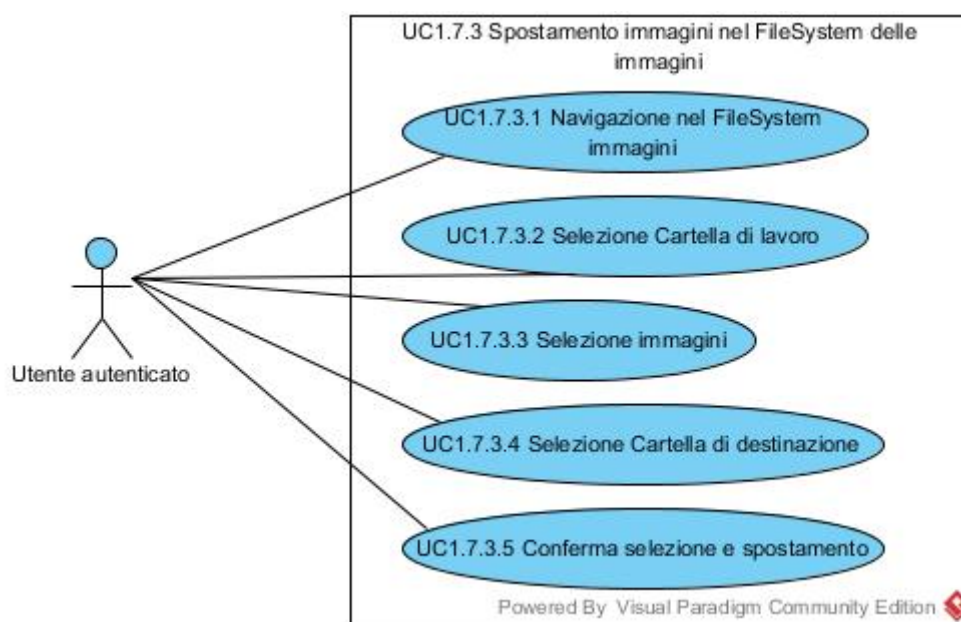 UC1.7.3 Spostamento immagini nel FileSystem delle
immagini
UC1.7.3.1 Navigazione nel FileSystem
immagini
UC1.7.3.2 Selezione Cartella di lavoro
UC1.7.3.3 Selezione immagini
Utente autenticato
UC1.7.3.4 Selezione Cartella di destinazione
UC1.7.3.5 Conferma selezione e spostamento
Powered By Visual Paradigm Community Edition